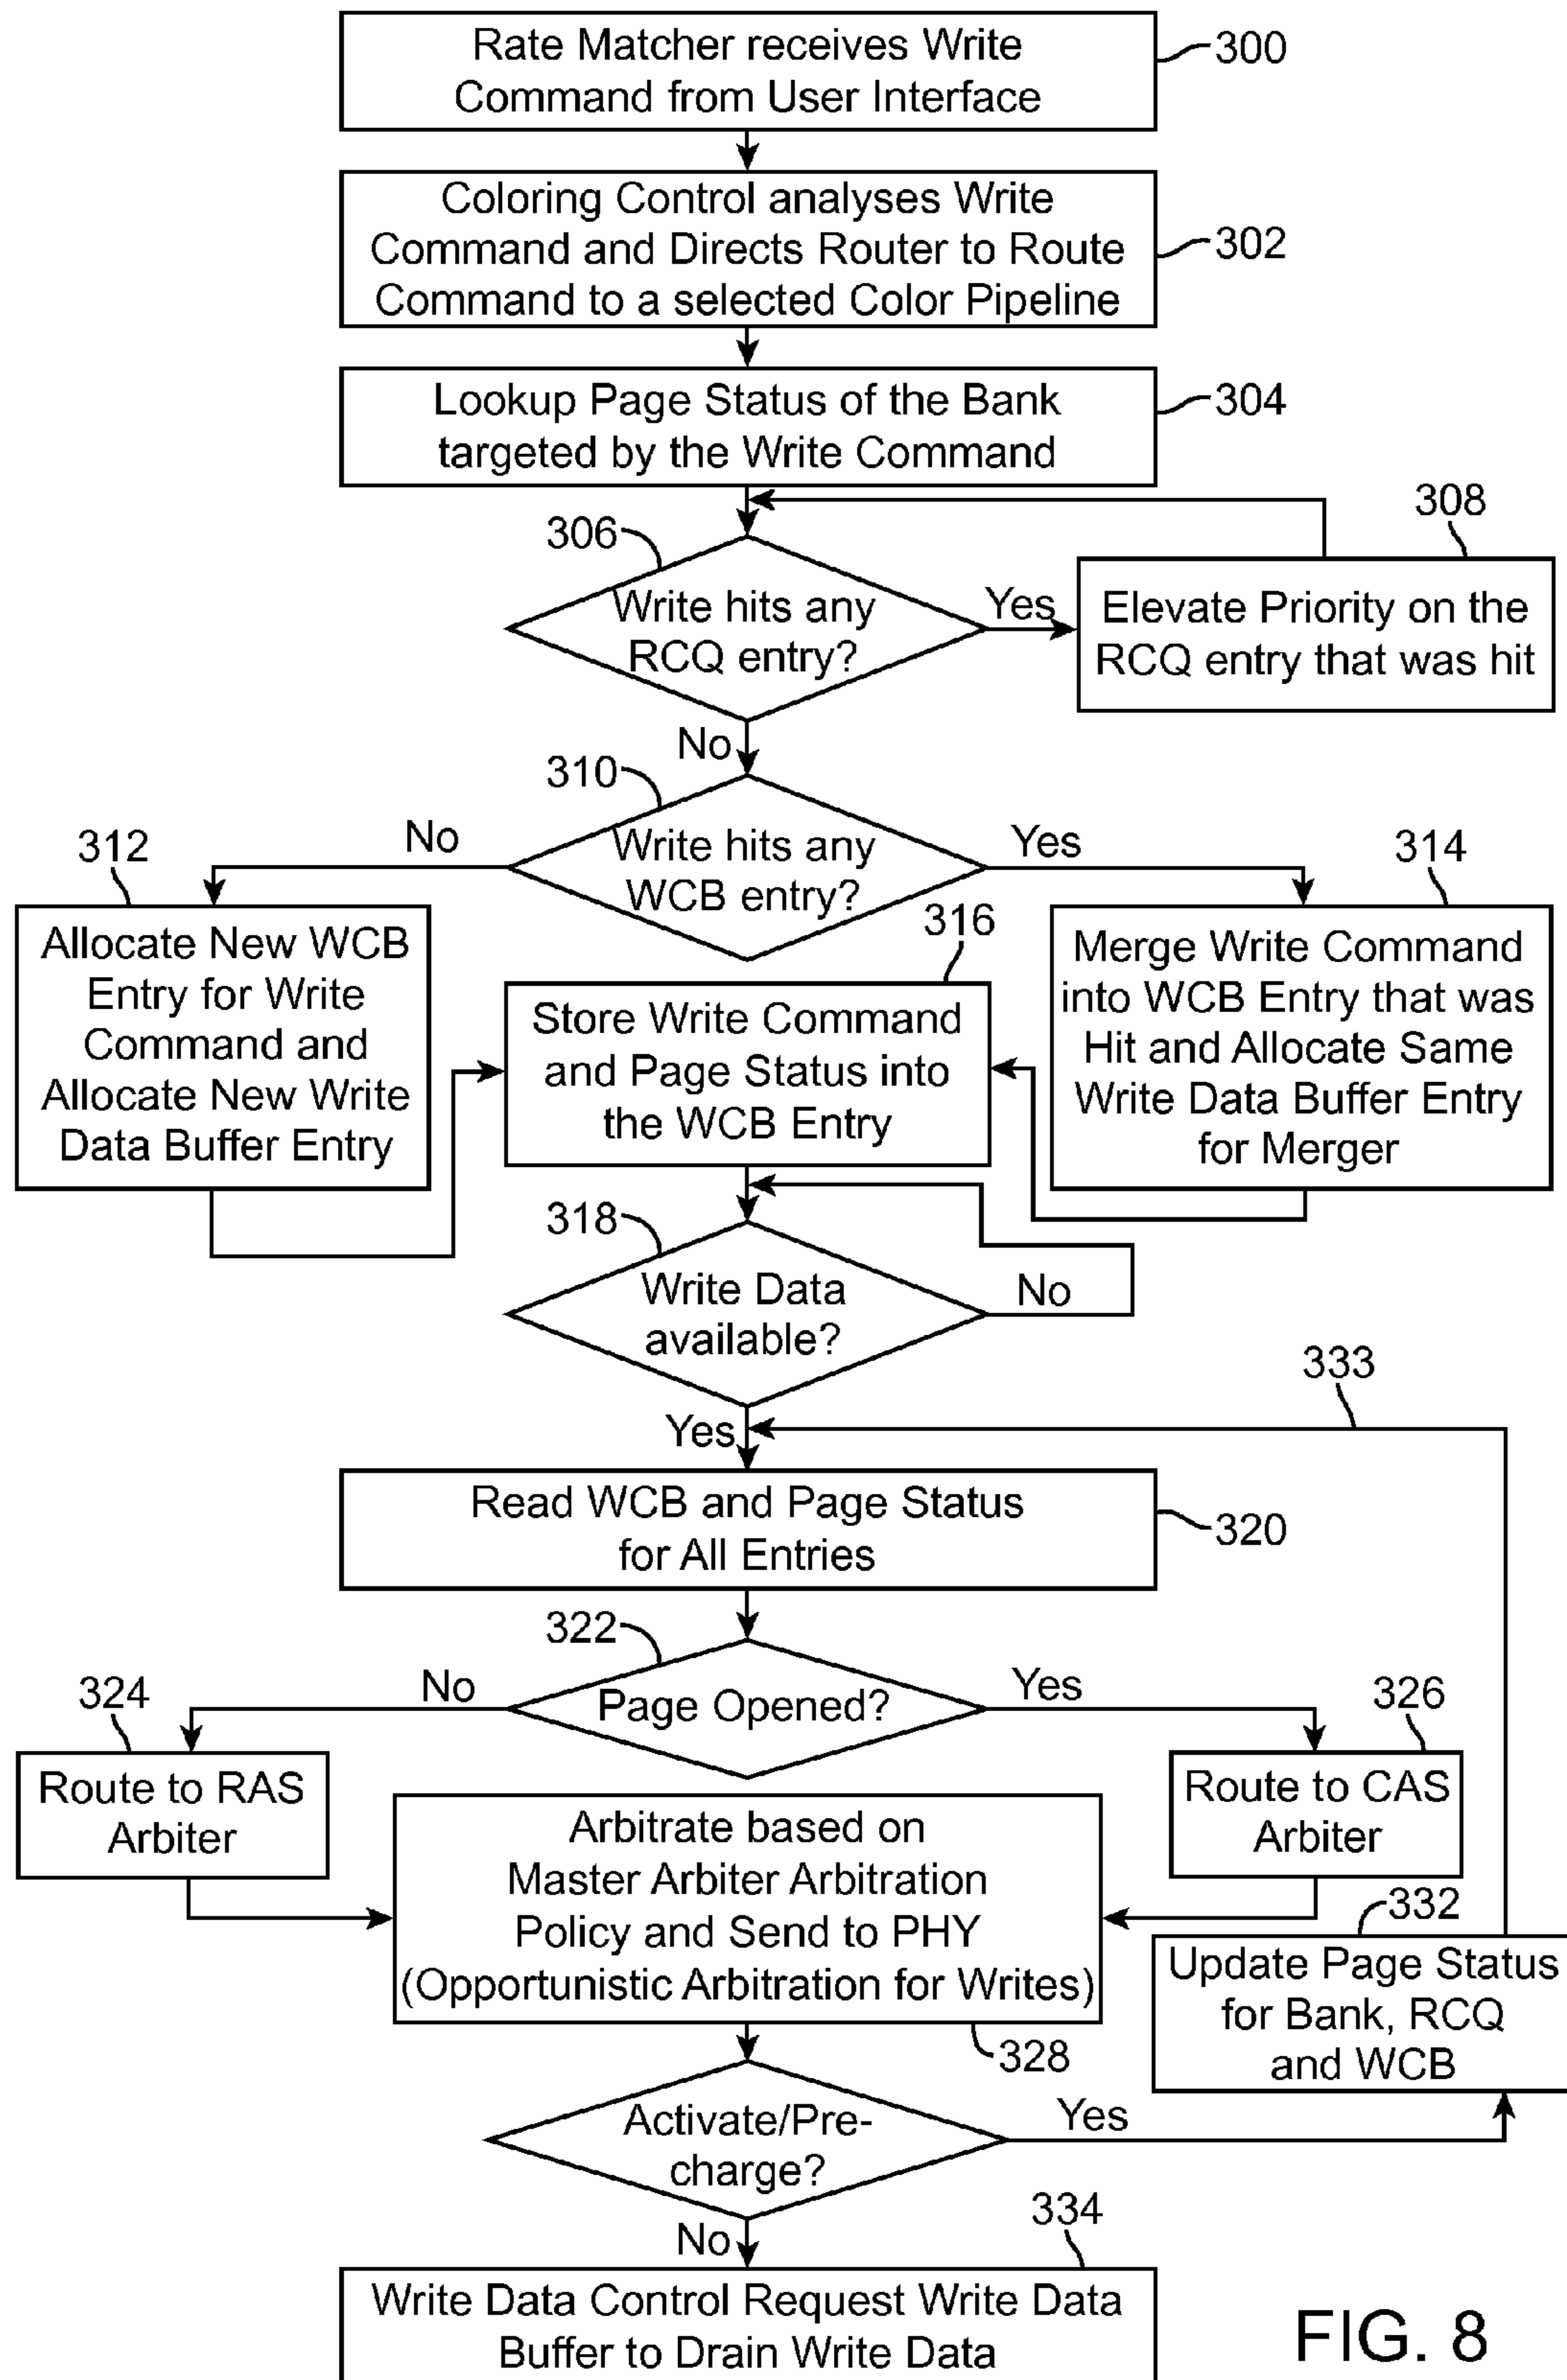 Rate Matcher receives Write
Command from User Interface
300
Coloring Control analyses Write
Command and Directs Router to Route
Command to a selected Color Pipeline
302
Lookup Page Status of the Bank
targeted by the Write Command
304
306
Write hits any
RCQ entry?
Yes
308
Elevate Priority on the
RCQ entry that was hit
No
310
Write hits any
WCB entry?
No
Yes
312
Allocate New WCB
Entry for Write
Command and
Allocate New Write
Data Buffer Entry
314
Merge Write Command
into WCB Entry that was
Hit and Allocate Same
Write Data Buffer Entry
for Merger
316
Store Write Command
and Page Status into
the WCB Entry
318
Write Data
available?
No
Yes
333
Read WCB and Page Status
for All Entries
320
322
Page Opened?
No
Yes
324
Route to RAS
Arbiter
326
Route to CAS
Arbiter
Arbitrate based on
Master Arbiter Arbitration
Policy and Send to PHY
(Opportunistic Arbitration for Writes)
328
332
Update Page Status
for Bank, RCQ
and WCB
Activate/Pre-
charge?
Yes
No
334
Write Data Control Request Write Data
Buffer to Drain Write Data
FIG. 8